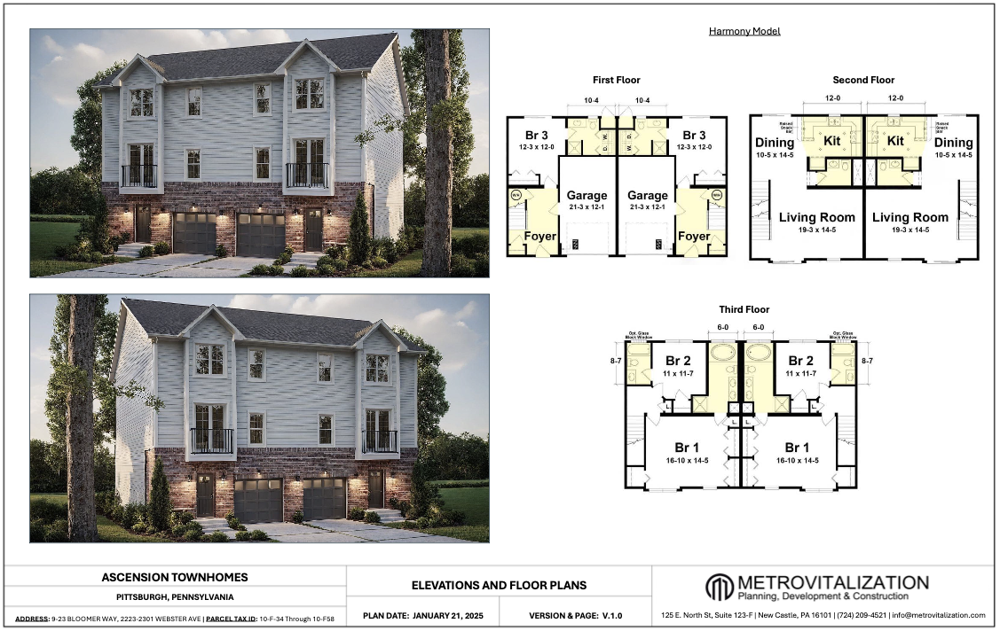 Harmony Model
First Floor
10-4 10-4
Br 3
12-3 x 12-0
W.
D.
D.
W.
Br 3
12-3 x 12-0
W/H
Garage
21-3 x 12-1
Garage
21-3 x 12-1
W/H
Foyer
Foyer
Second Floor
12-0 12-0
Raised
Snack
Bar
Raised
Snack
Bar
Dining
10-5 x 14-5
Kit
Kit
Dining
10-5 x 14-5
Living Room
19-3 x 14-5
Living Room
19-3 x 14-5
Third Floor
6-0 6-0
Opt. Glass
Block Window
Opt. Glass
Block Window
8-7
Br 2
11 x 11-7
Br 2
11 x 11-7
8-7
L.
L.
L.
L.
Br 1
16-10 x 14-5
Br 1
16-10 x 14-5
ASCENSION TOWNHOMES
PITTSBURGH, PENNSYLVANIA
ADDRESS: 9-23 BLOOMER WAY, 2223-2301 WEBSTER AVE | PARCEL TAX ID: 10-F-34 Through 10-F58
ELEVATIONS AND FLOOR PLANS
PLAN DATE: JANUARY 21, 2025
VERSION & PAGE: V.1.0
METROVITALIZATION
Planning, Development & Construction
125 E. North St, Suite 123-F | New Castle, PA 16101 | (724) 209-4521 | info@metrovitalization.com